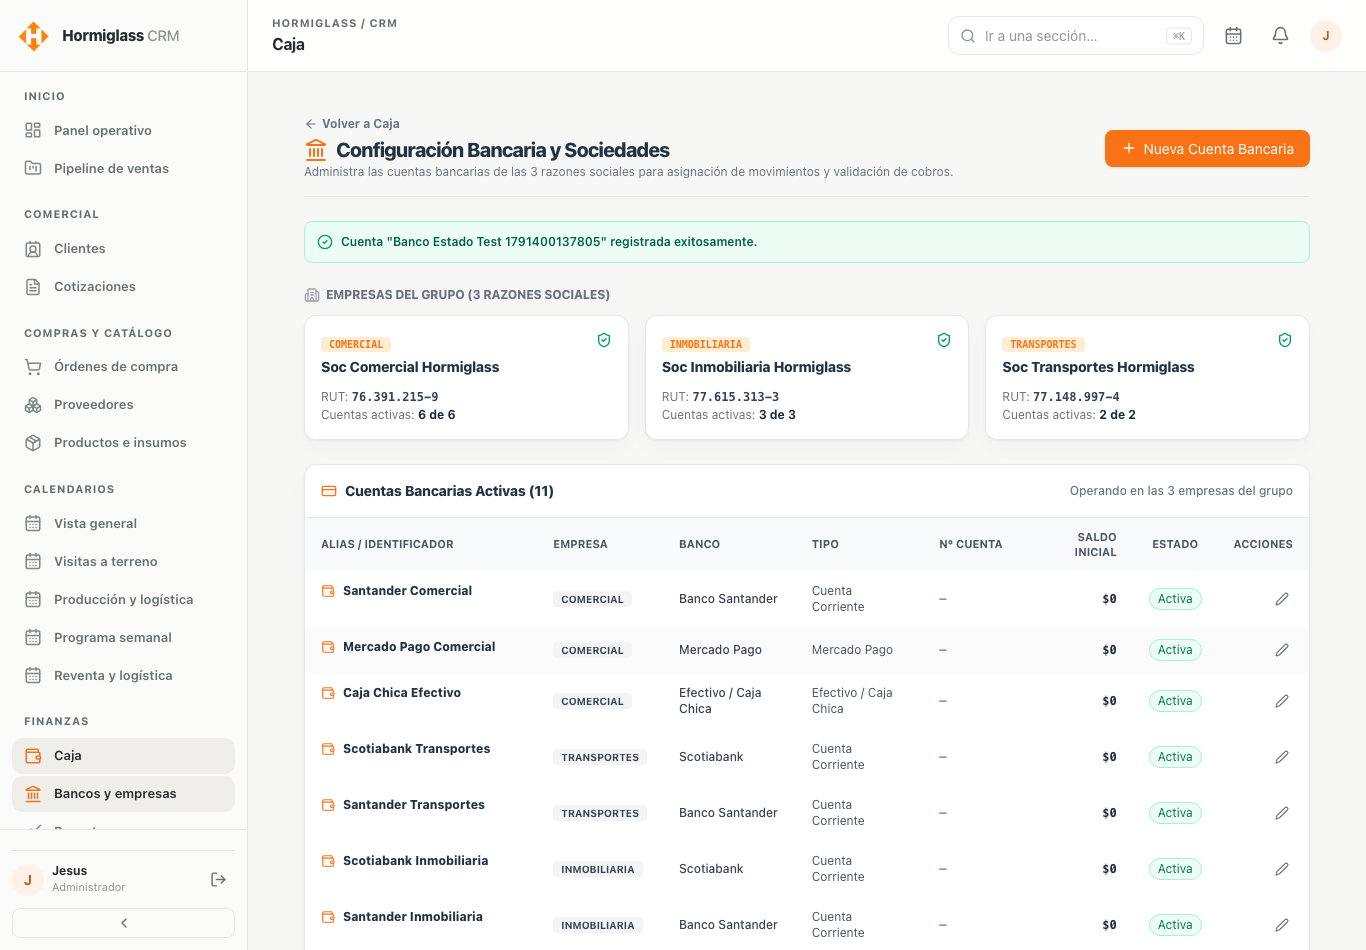 Hormiglass CRM
INICIO
Panel operativo
Pipeline de ventas
COMERCIAL
Clientes
Cotizaciones
COMPRAS Y CATÁLOGO
Órdenes de compra
Proveedores
Productos e insumos
CALENDARIOS
Vista general
Visitas a terreno
Producción y logística
Programa semanal
Reventa y logística
FINANZAS
Caja
Bancos y empresas
J
Jesus
Administrador
HORMIGLASS / CRM
Caja
Ir a una sección...
⌘K
J
Volver a Caja
Configuración Bancaria y Sociedades
Administra las cuentas bancarias de las 3 razones sociales para asignación de movimientos y validación de cobros.
+ Nueva Cuenta Bancaria
Cuenta "Banco Estado Test 1791400137805" registrada exitosamente.
EMPRESAS DEL GRUPO (3 RAZONES SOCIALES)
COMERCIAL
Soc Comercial Hormiglass
RUT: 76.391.215-9
Cuentas activas: 6 de 6
INMOBILIARIA
Soc Inmobiliaria Hormiglass
RUT: 77.615.313-3
Cuentas activas: 3 de 3
TRANSPORTES
Soc Transportes Hormiglass
RUT: 77.148.997-4
Cuentas activas: 2 de 2
Cuentas Bancarias Activas (11)
Operando en las 3 empresas del grupo
ALIAS / IDENTIFICADOR EMPRESA BANCO TIPO Nº CUENTA SALDO INICIAL ESTADO ACCIONES
Santander Comercial COMERCIAL Banco Santander Cuenta Corriente — $0 Activa
Mercado Pago Comercial COMERCIAL Mercado Pago Mercado Pago — $0 Activa
Caja Chica Efectivo COMERCIAL Efectivo / Caja Chica Efectivo / Caja Chica — $0 Activa
Scotiabank Transportes TRANSPORTES Scotiabank Cuenta Corriente — $0 Activa
Santander Transportes TRANSPORTES Banco Santander Cuenta Corriente — $0 Activa
Scotiabank Inmobiliaria INMOBILIARIA Scotiabank Cuenta Corriente — $0 Activa
Santander Inmobiliaria INMOBILIARIA Banco Santander Cuenta Corriente — $0 Activa